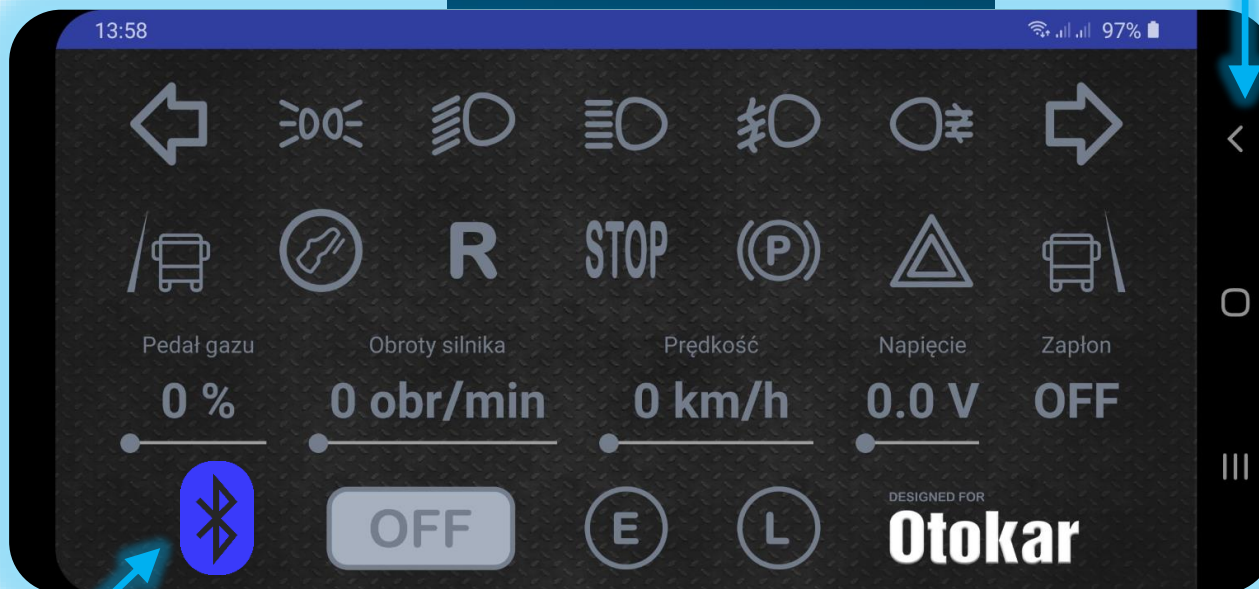 13:58
97%
R
STOP
P
Pedał gazu
Obroty silnika
Prędkość
Napięcie
Zapłon
0 %
0 obr/min
0 km/h
0.0 V
OFF
OFF
E
L
DESIGNED FOR
Otokar